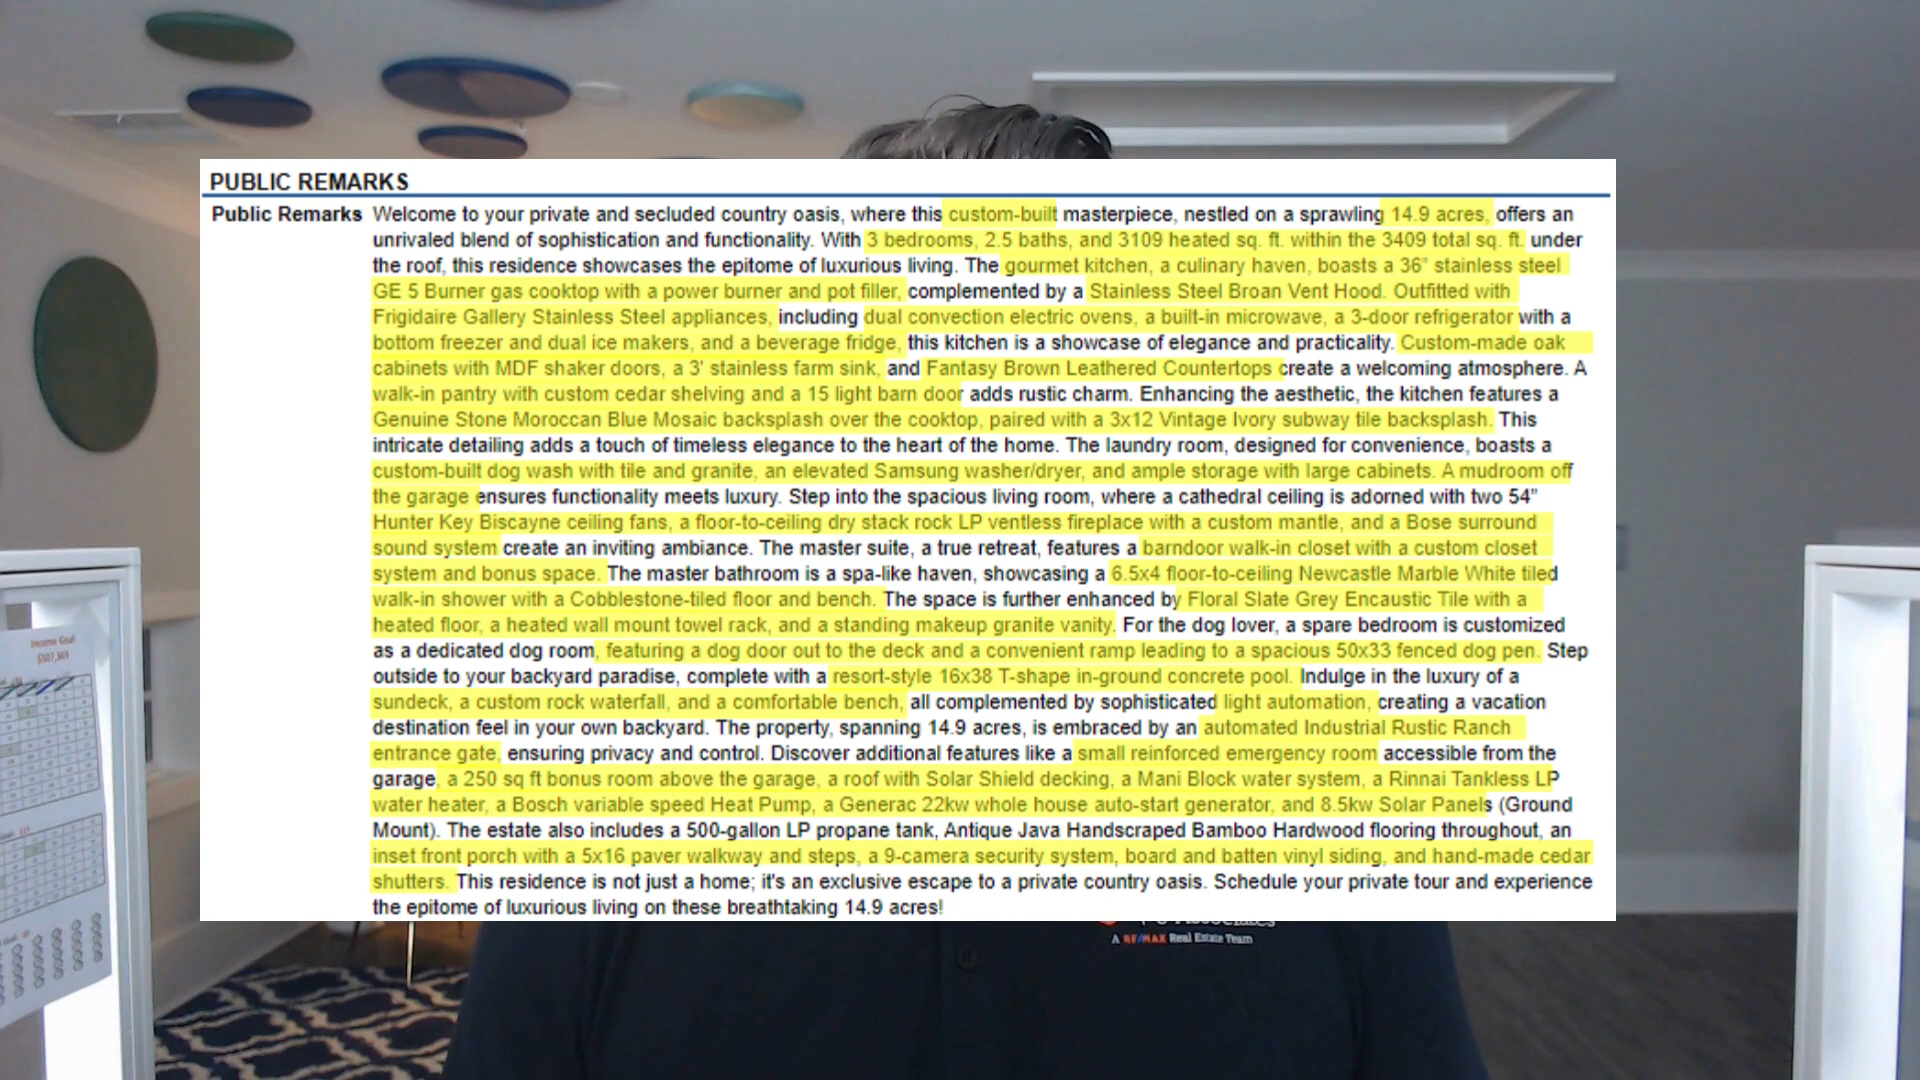 PUBLIC REMARKS
Public Remarks Welcome to your private and secluded country oasis, where this custom-built masterpiece, nestled on a sprawling 14.9 acres, offers an
unrivaled blend of sophistication and functionality. With 3 bedrooms, 2.5 baths, and 3109 heated sq. ft. within the 3409 total sq. ft. under
the roof, this residence showcases the epitome of luxurious living. The gourmet kitchen, a culinary haven, boasts a 36” stainless steel
GE 5 Burner gas cooktop with a power burner and pot filler, complemented by a Stainless Steel Broan Vent Hood. Outfitted with
Frigidaire Gallery Stainless Steel appliances, including dual convection electric ovens, a built-in microwave, a 3-door refrigerator with a
bottom freezer and dual ice makers, and a beverage fridge, this kitchen is a showcase of elegance and practicality. Custom-made oak
cabinets with MDF shaker doors, a 3' stainless farm sink, and Fantasy Brown Leathered Countertops create a welcoming atmosphere. A
walk-in pantry with custom cedar shelving and a 15 light barn door adds rustic charm. Enhancing the aesthetic, the kitchen features a
Genuine Stone Moroccan Blue Mosaic backsplash over the cooktop, paired with a 3x12 Vintage Ivory subway tile backsplash. This
intricate detailing adds a touch of timeless elegance to the heart of the home. The laundry room, designed for convenience, boasts a
custom-built dog wash with tile and granite, an elevated Samsung washer/dryer, and ample storage with large cabinets. A mudroom off
the garage ensures functionality meets luxury. Step into the spacious living room, where a cathedral ceiling is adorned with two 54”
Hunter Key Biscayne ceiling fans, a floor-to-ceiling dry stack rock LP ventless fireplace with a custom mantle, and a Bose surround
sound system create an inviting ambiance. The master suite, a true retreat, features a barndoor walk-in closet with a custom closet
system and bonus space. The master bathroom is a spa-like haven, showcasing a 6.5x4 floor-to-ceiling Newcastle Marble White tiled
walk-in shower with a Cobblestone-tiled floor and bench. The space is further enhanced by Floral Slate Grey Encaustic Tile with a
heated floor, a heated wall mount towel rack, and a standing makeup granite vanity. For the dog lover, a spare bedroom is customized
as a dedicated dog room, featuring a dog door out to the deck and a convenient ramp leading to a spacious 50x33 fenced dog pen. Step
outside to your backyard paradise, complete with a resort-style 16x38 T-shape in-ground concrete pool. Indulge in the luxury of a
sundeck, a custom rock waterfall, and a comfortable bench, all complemented by sophisticated light automation, creating a vacation
destination feel in your own backyard. The property, spanning 14.9 acres, is embraced by an automated Industrial Rustic Ranch
entrance gate, ensuring privacy and control. Discover additional features like a small reinforced emergency room accessible from the
garage, a 250 sq ft bonus room above the garage, a roof with Solar Shield decking, a Mani Block water system, a Rinnai Tankless LP
water heater, a Bosch variable speed Heat Pump, a Generac 22kw whole house auto-start generator, and 8.5kw Solar Panels (Ground
Mount). The estate also includes a 500-gallon LP propane tank, Antique Java Handscraped Bamboo Hardwood flooring throughout, an
inset front porch with a 5x16 paver walkway and steps, a 9-camera security system, board and batten vinyl siding, and hand-made cedar
shutters. This residence is not just a home; it's an exclusive escape to a private country oasis. Schedule your private tour and experience
the epitome of luxurious living on these breathtaking 14.9 acres!
A RE/MAX Real Estate Team
Income Goal
$507,369